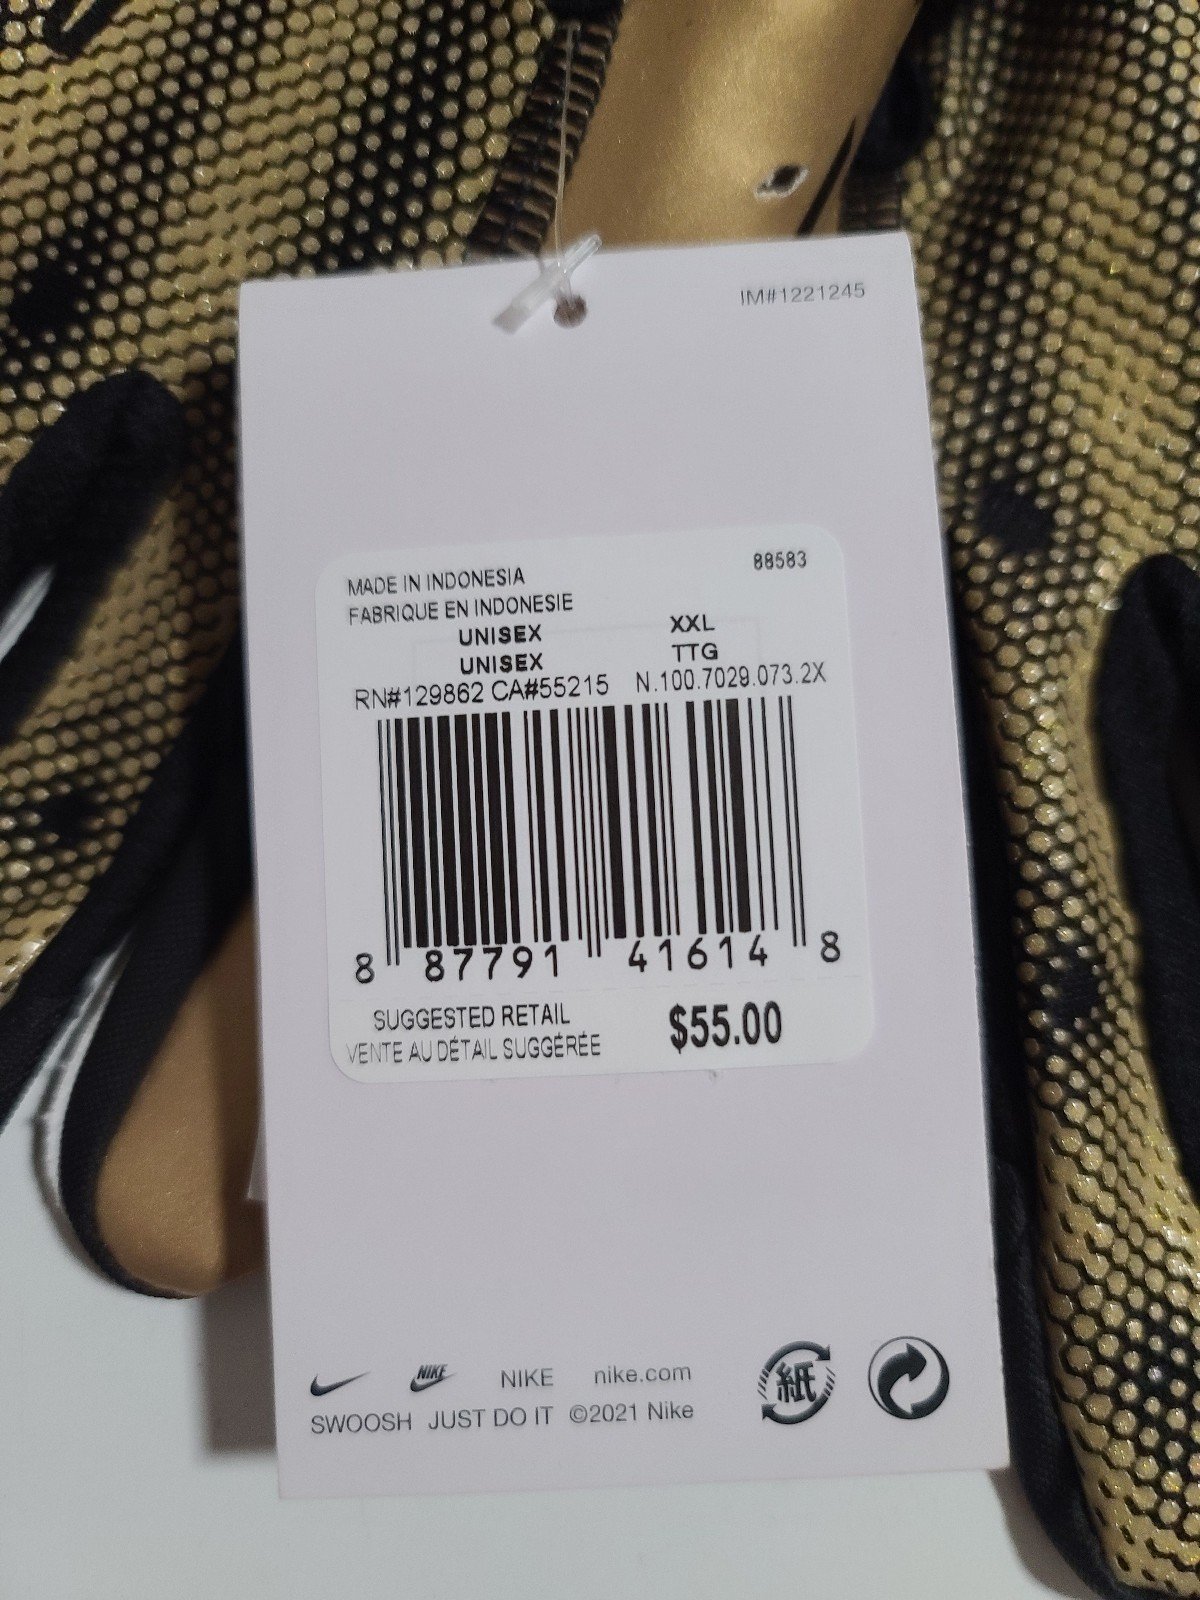 IM#1221245
MADE IN INDONESIA 88583
FABRIQUE EN INDONESIE
UNISEX XXL
UNISEX TTG
RN#129862 CA#55215 N.100.7029.073.2X
8 87791 41614 8
SUGGESTED RETAIL $55.00
VENTE AU DÉTAIL SUGGÉRÉE
NIKE NIKE nike.com
SWOOSH JUST DO IT ©2021 Nike
紙